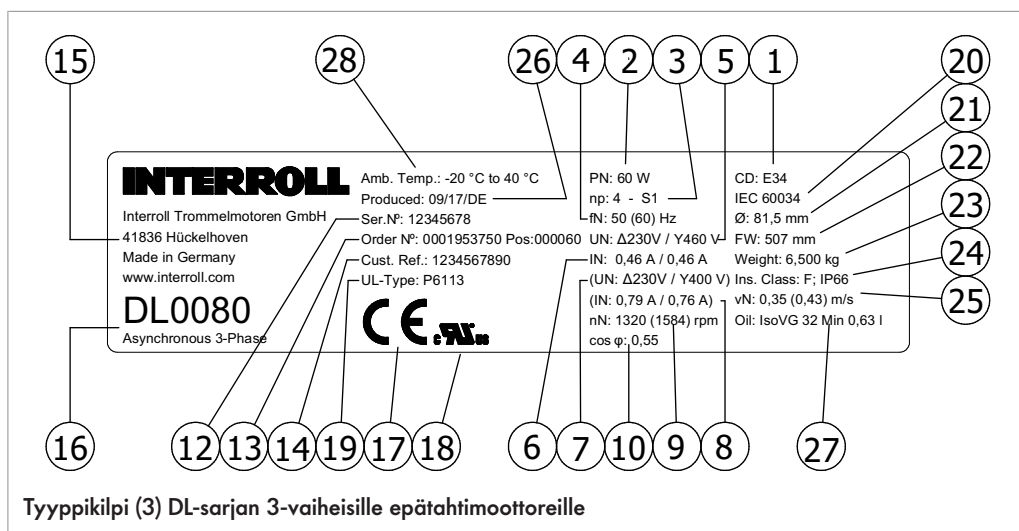 15
28
26
4
2
3
5
1
20
21
22
23
24
25
INTERROLL
Interroll Trommelmotoren GmbH
41836 Hückelhoven
Made in Germany
www.interroll.com
DL0080
Asynchronous 3-Phase
Amb. Temp.: -20 °C to 40 °C
Produced: 09/17/DE
Ser.Nº: 12345678
Order Nº: 0001953750 Pos:000060
Cust. Ref.: 1234567890
UL-Type: P6113
CE c UR us
PN: 60 W
np: 4 - S1
fN: 50 (60) Hz
UN: Δ230V / Y460 V
IN: 0,46 A / 0,46 A
(UN: Δ230V / Y400 V)
(IN: 0,79 A / 0,76 A)
nN: 1320 (1584) rpm
cos φ: 0,55
CD: E34
IEC 60034
Ø: 81,5 mm
FW: 507 mm
Weight: 6,500 kg
Ins. Class: F; IP66
vN: 0,35 (0,43) m/s
Oil: IsoVG 32 Min 0,63 l
16
12
13
14
19
17
18
6
7
10
9
8
27
Tyyppikilpi (3) DL-sarjan 3-vaiheisille epätahtimoottoreille